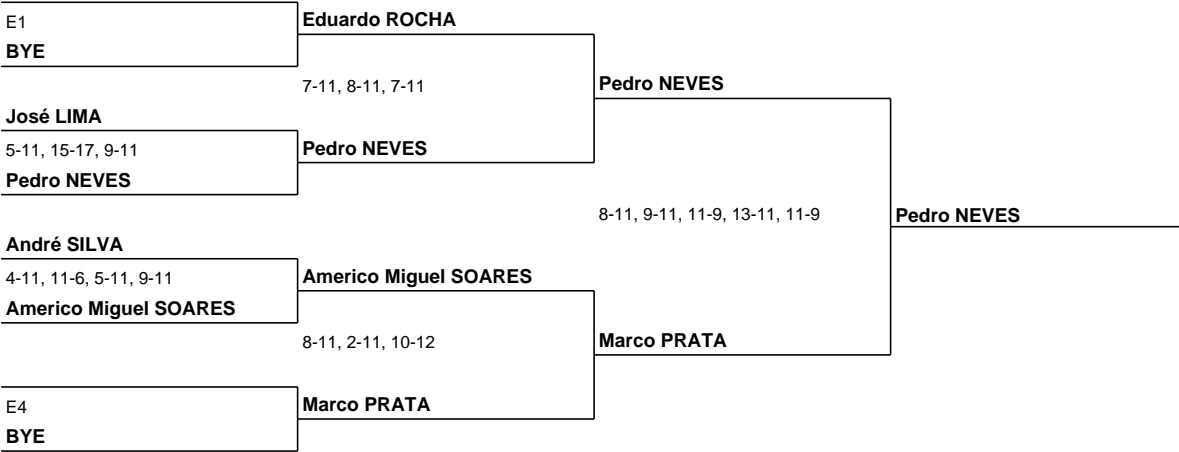 E1
BYE
Eduardo ROCHA
7-11, 8-11, 7-11
Pedro NEVES
José LIMA
5-11, 15-17, 9-11
Pedro NEVES
Pedro NEVES
8-11, 9-11, 11-9, 13-11, 11-9
Pedro NEVES
André SILVA
4-11, 11-6, 5-11, 9-11
Americo Miguel SOARES
Americo Miguel SOARES
8-11, 2-11, 10-12
Marco PRATA
E4
BYE
Marco PRATA